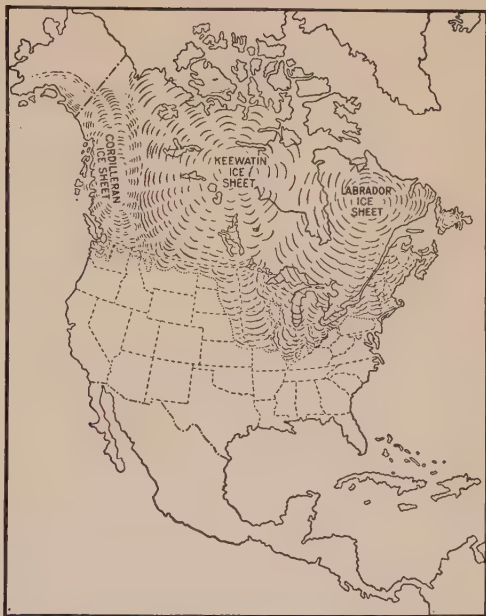 CORDILLERAN
ICE SHEET
KEEWATIN
ICE
SHEET
LABRADOR
ICE
SHEET